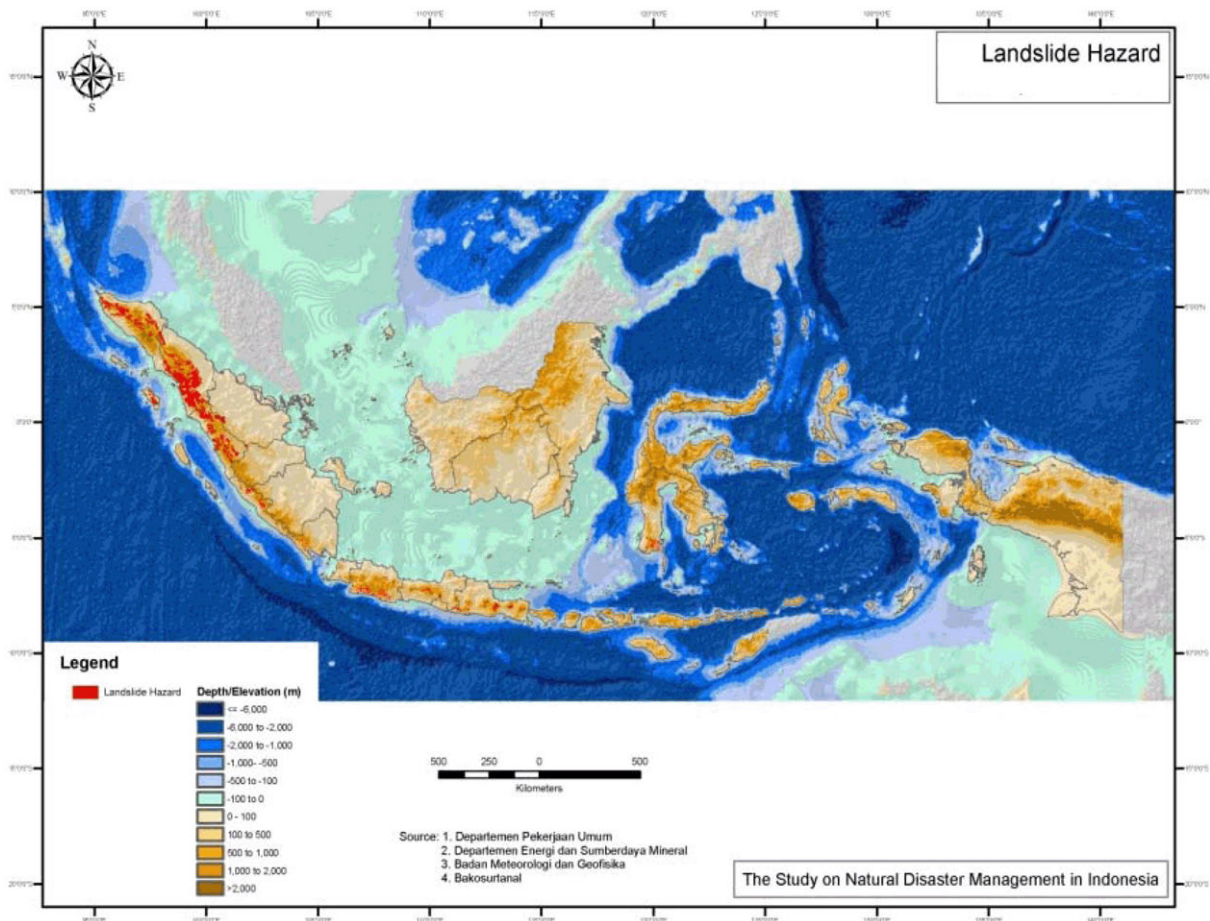 Landslide Hazard
N
W E
S
Legend
Landslide Hazard
Depth/Elevation (m)
<= -6,000
-6,000 to -2,000
-2,000 to -1,000
-1,000- -500
-500 to -100
-100 to 0
0 - 100
100 to 500
500 to 1,000
1,000 to 2,000
>2,000
500 250 0 500
Kilometers
Source: 1. Departemen Pekerjaan Umum
2. Departemen Energi dan Sumberdaya Mineral
3. Badan Meteorologi dan Geofisika
4. Bakosurtanal
The Study on Natural Disaster Management in Indonesia